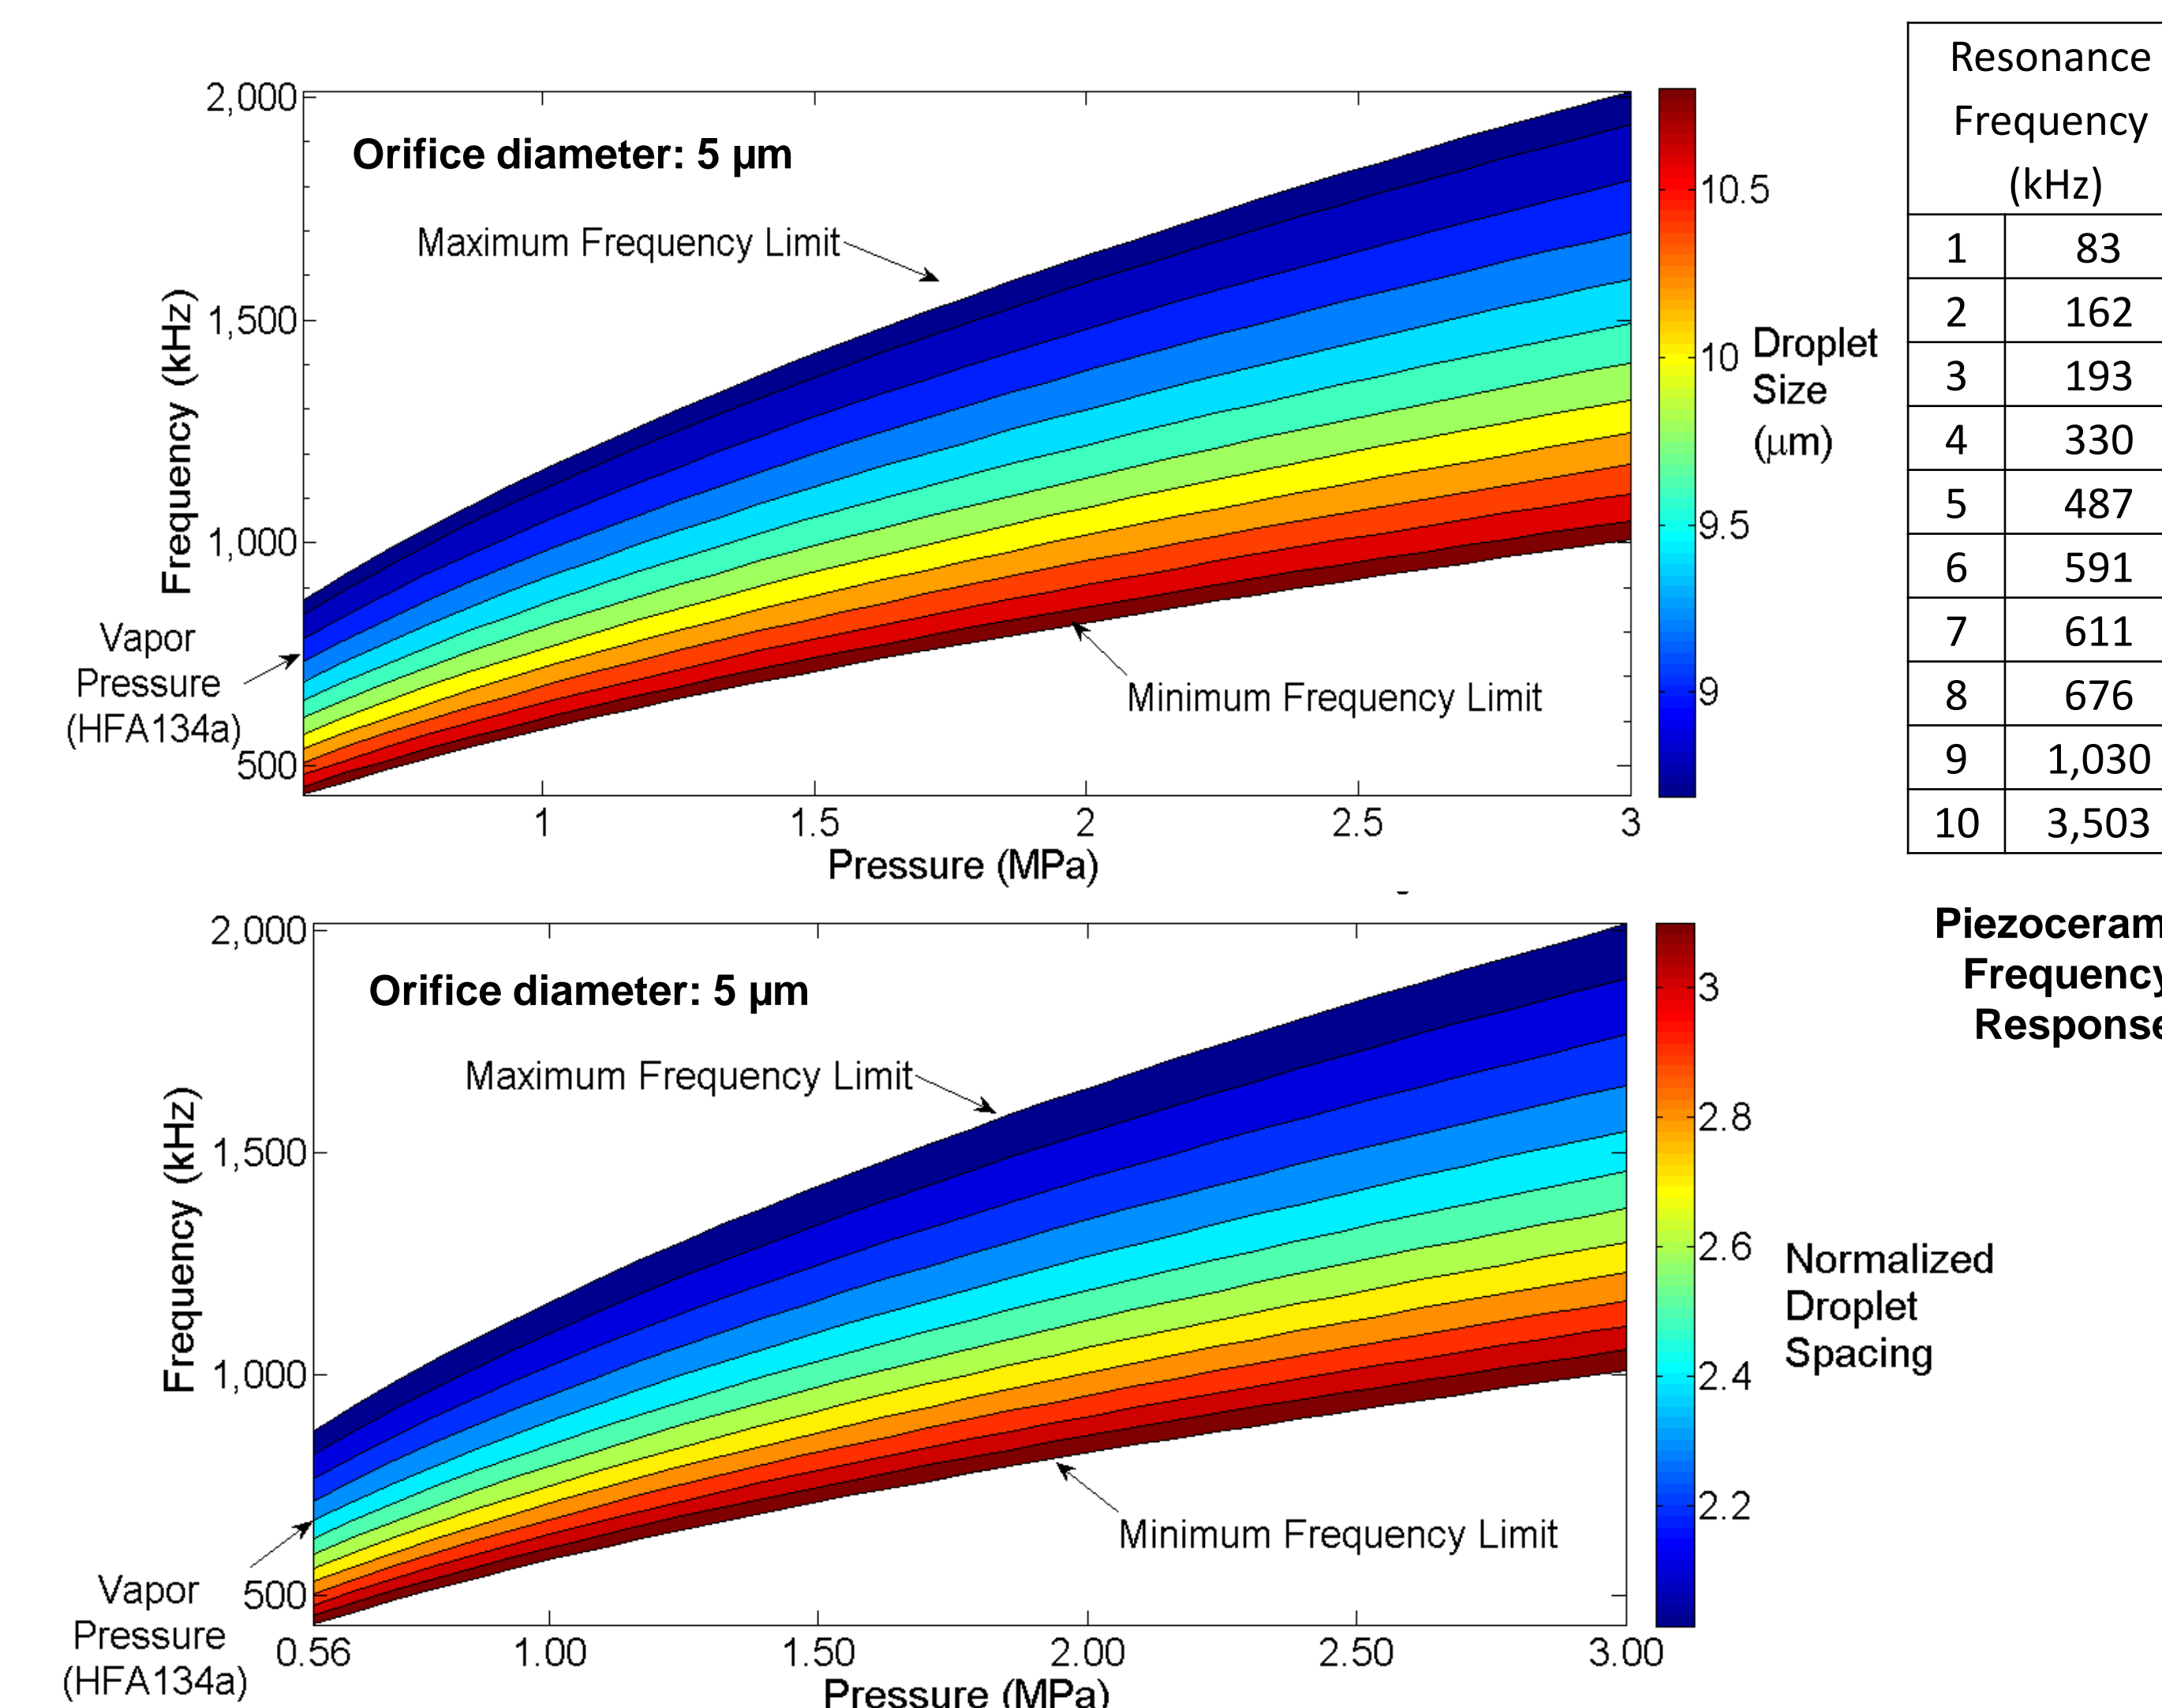 2,000
1,500
1,000
500
Frequency (kHz)
Orifice diameter: 5 µm
Maximum Frequency Limit
Minimum Frequency Limit
Vapor
Pressure
(HFA134a)
1
1.5
2
2.5
3
Pressure (MPa)
10.5
10
9.5
9
Droplet
Size
(µm)
Resonance
Frequency
(kHz)
1 83
2 162
3 193
4 330
5 487
6 591
7 611
8 676
9 1,030
10 3,503
Piezoceram
Frequency
Response
2,000
1,500
1,000
500
Frequency (kHz)
Orifice diameter: 5 µm
Maximum Frequency Limit
Minimum Frequency Limit
Vapor
Pressure
(HFA134a)
0.56
1.00
1.50
2.00
2.50
3.00
Pressure (MPa)
3
2.8
2.6
2.4
2.2
Normalized
Droplet
Spacing